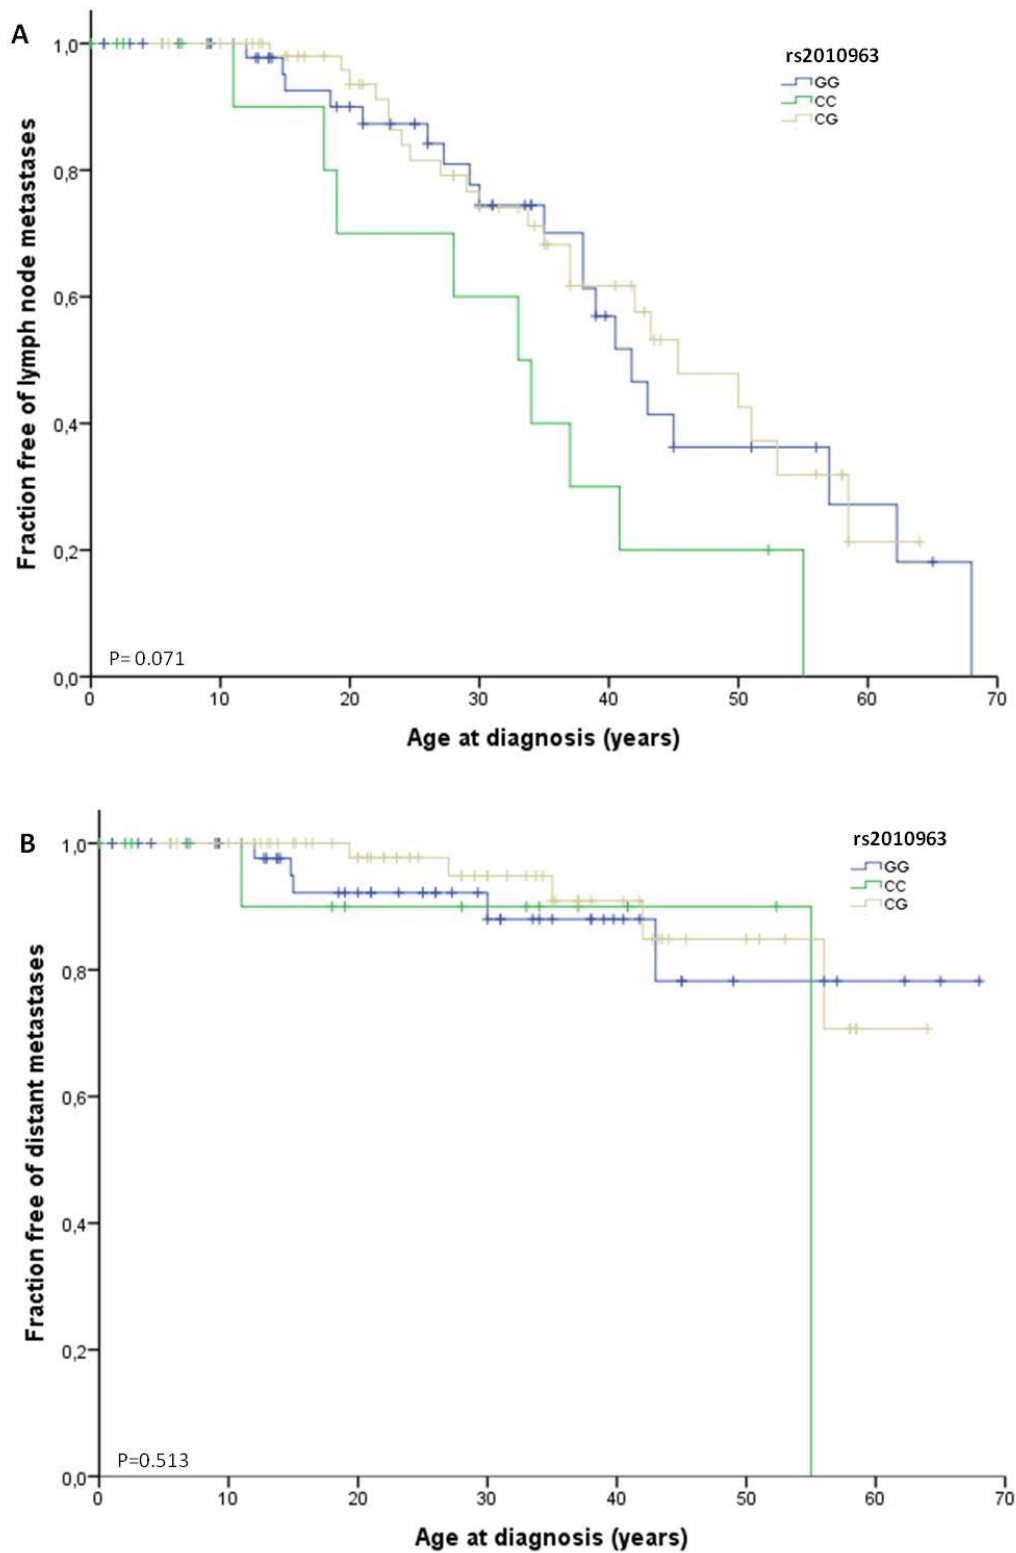 A
rs2010963
GG
CC
CG
Fraction free of lymph node metastases
1,0
0,8
0,6
0,4
0,2
0,0
P= 0.071
0 10 20 30 40 50 60 70
Age at diagnosis (years)
B
rs2010963
GG
CC
CG
Fraction free of distant metastases
1,0
0,8
0,6
0,4
0,2
0,0
P=0.513
0 10 20 30 40 50 60 70
Age at diagnosis (years)